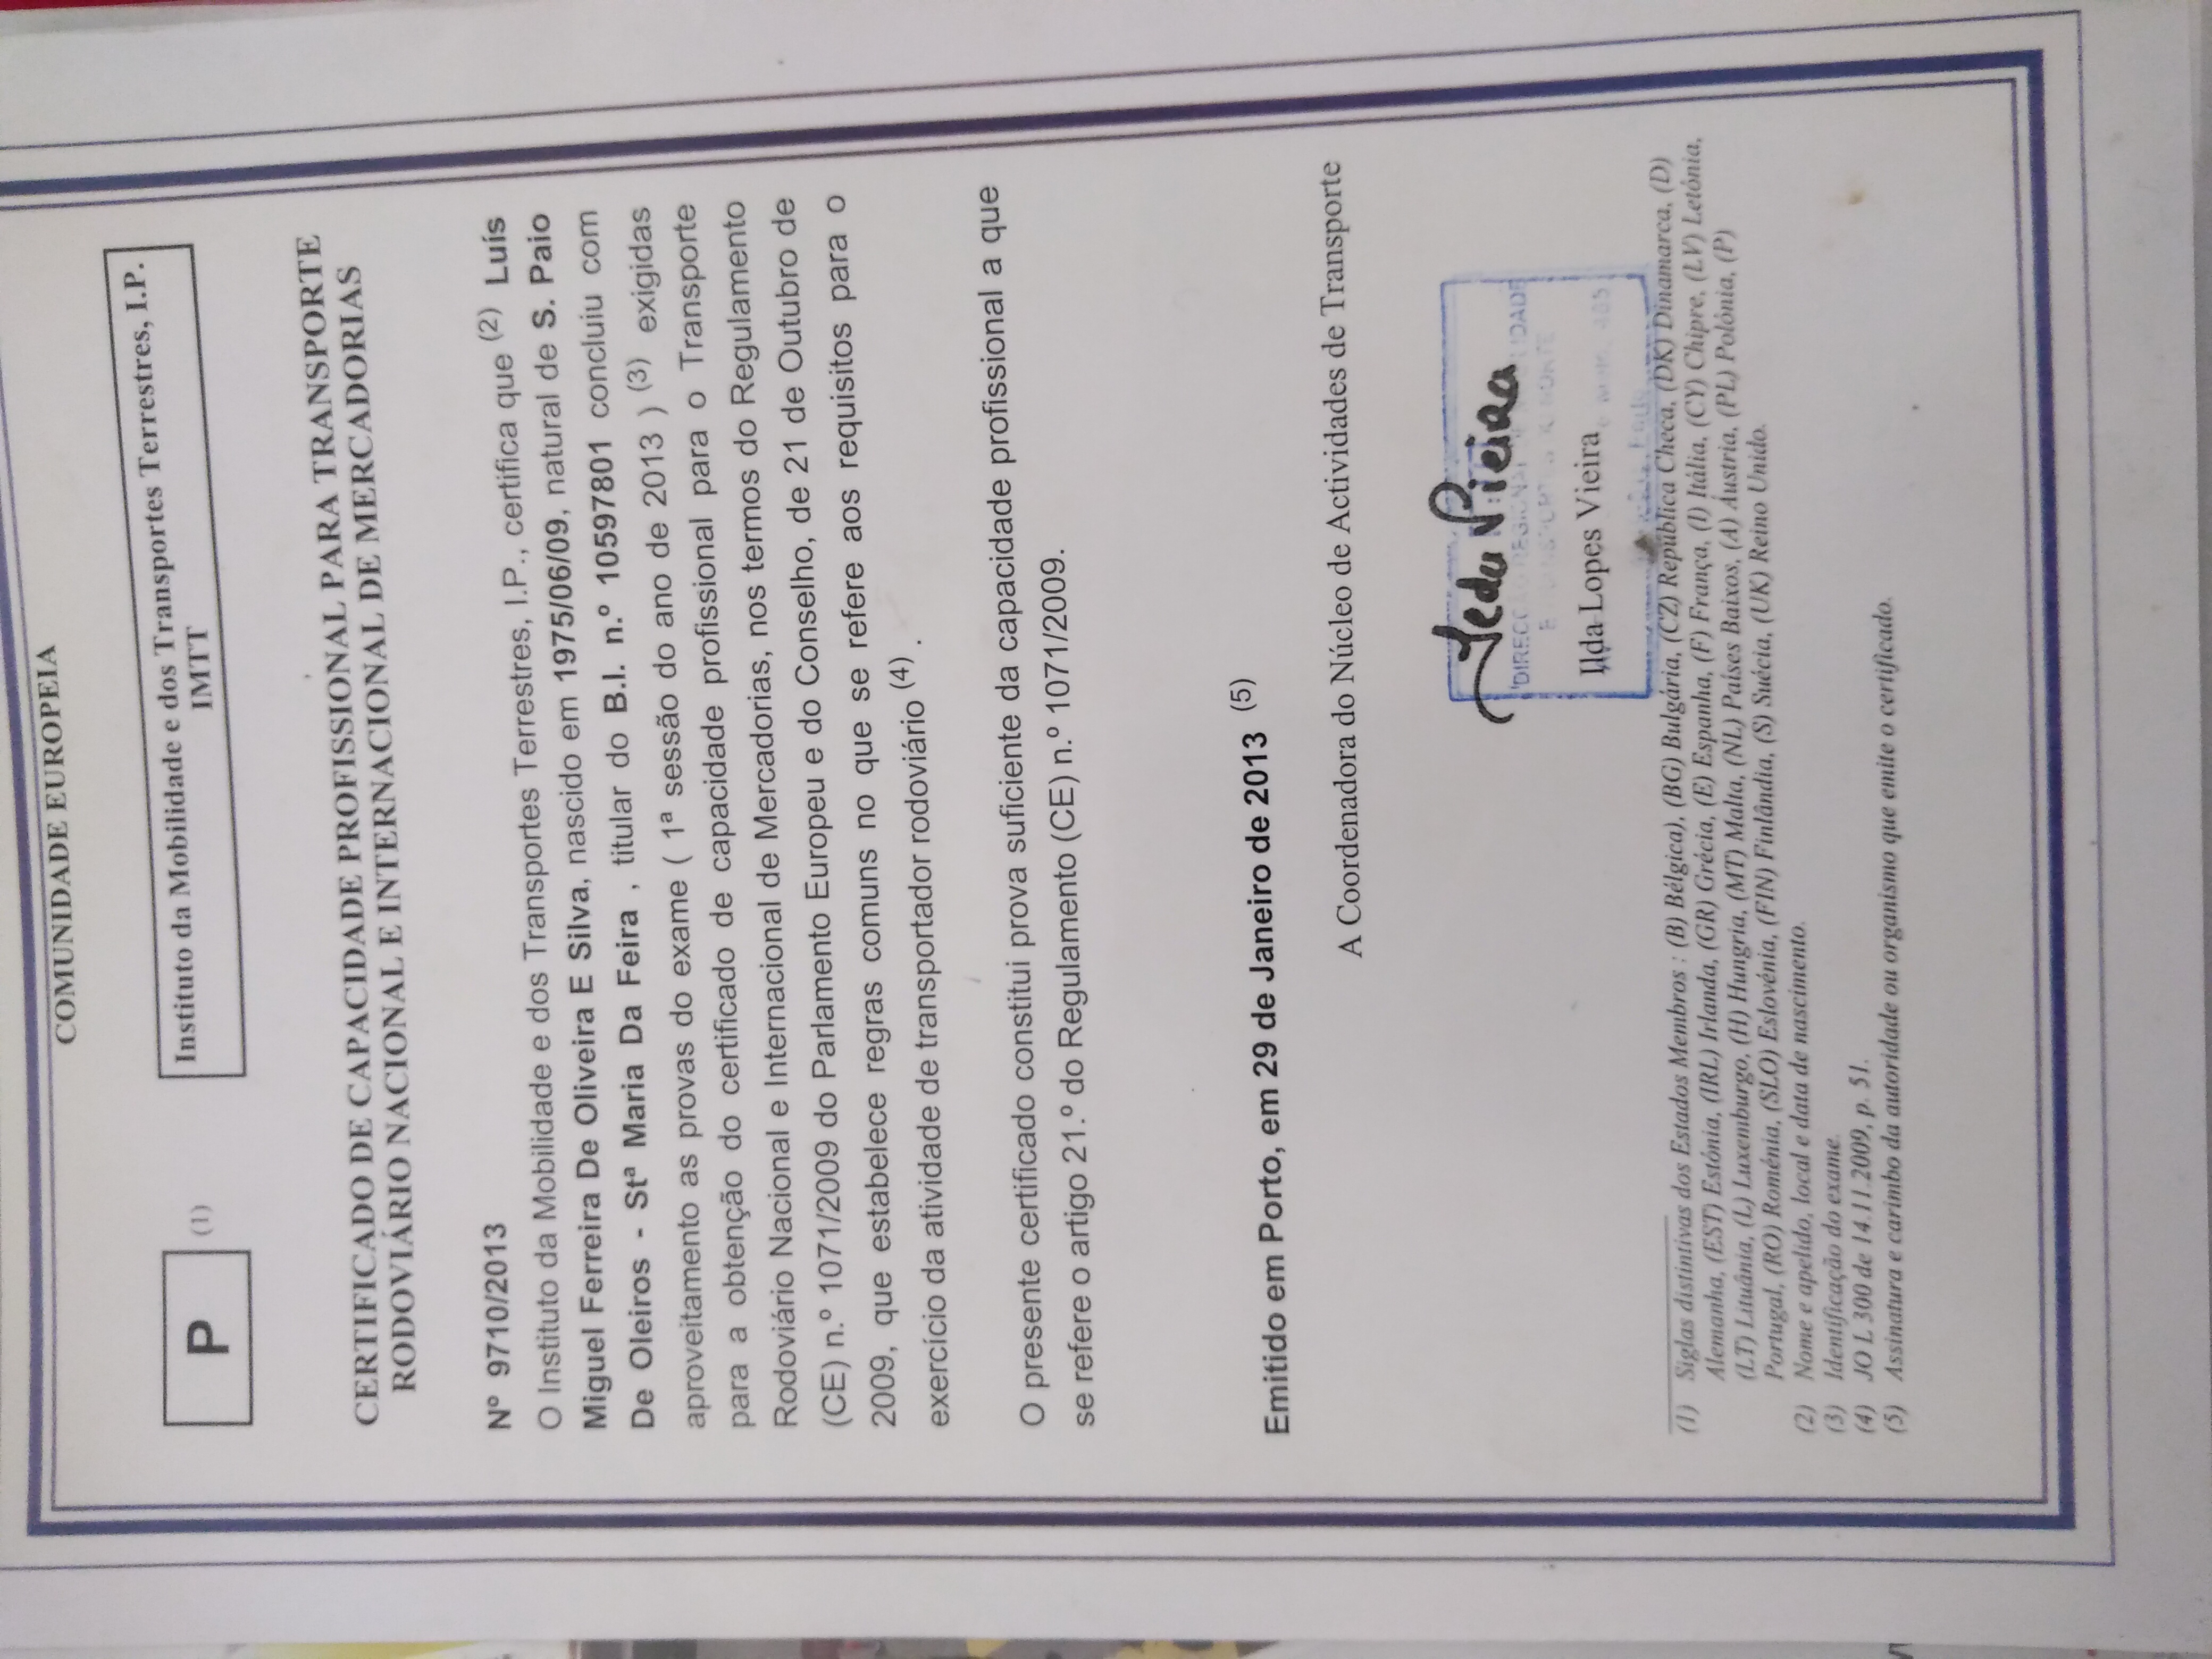 COMUNIDADE EUROPEIA
P (1)
Instituto da Mobilidade e dos Transportes Terrestres, I.P.
IMTT
CERTIFICADO DE CAPACIDADE PROFISSIONAL PARA TRANSPORTE
RODOVIÁRIO NACIONAL E INTERNACIONAL DE MERCADORIAS
Nº 9710/2013
O Instituto da Mobilidade e dos Transportes Terrestres, I.P., certifica que (2) Luís
Miguel Ferreira De Oliveira E Silva, nascido em 1975/06/09, natural de S. Paio
De Oleiros - Stª Maria Da Feira , titular do B.I. n.º 10597801 concluiu com
aproveitamento as provas do exame ( 1ª sessão do ano de 2013 ) (3) exigidas
para a obtenção do certificado de capacidade profissional para o Transporte
Rodoviário Nacional e Internacional de Mercadorias, nos termos do Regulamento
(CE) n.º 1071/2009 do Parlamento Europeu e do Conselho, de 21 de Outubro de
2009, que estabelece regras comuns no que se refere aos requisitos para o
exercício da atividade de transportador rodoviário (4) .
O presente certificado constitui prova suficiente da capacidade profissional a que
se refere o artigo 21.º do Regulamento (CE) n.º 1071/2009.
Emitido em Porto, em 29 de Janeiro de 2013 (5)
A Coordenadora do Núcleo de Actividades de Transporte
Vieira
REGIONAL
NORTE
Ilda Lopes Vieira
(1) Siglas distintivas dos Estados Membros : (B) Bélgica), (BG) Bulgária, (CZ) República Checa, (DK) Dinamarca, (D)
Alemanha, (EST) Estónia, (IRL) Irlanda, (GR) Grécia, (E) Espanha, (F) França, (I) Itália, (CY) Chipre, (LV) Letónia,
(LT) Lituânia, (L) Luxemburgo, (H) Hungria, (MT) Malta, (NL) Países Baixos, (A) Áustria, (PL) Polónia, (P)
Portugal, (RO) Roménia, (SLO) Eslovénia, (FIN) Finlândia, (S) Suécia, (UK) Reino Unido.
(2) Nome e apelido, local e data de nascimento.
(3) Identificação do exame.
(4) JO L 300 de 14.11.2009, p. 51.
(5) Assinatura e carimbo da autoridade ou organismo que emite o certificado.